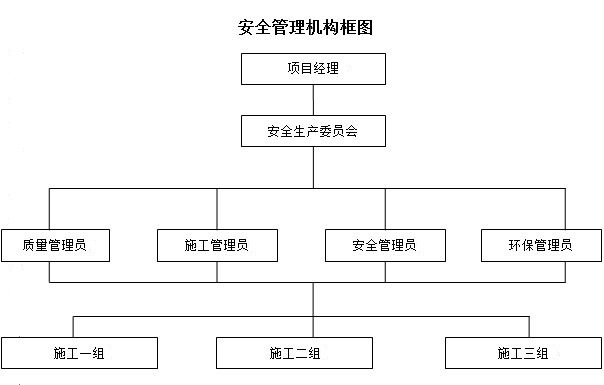 安全管理机构框图
项目经理
安全生产委员会
质量管理员
施工管理员
安全管理员
环保管理员
施工一组
施工二组
施工三组